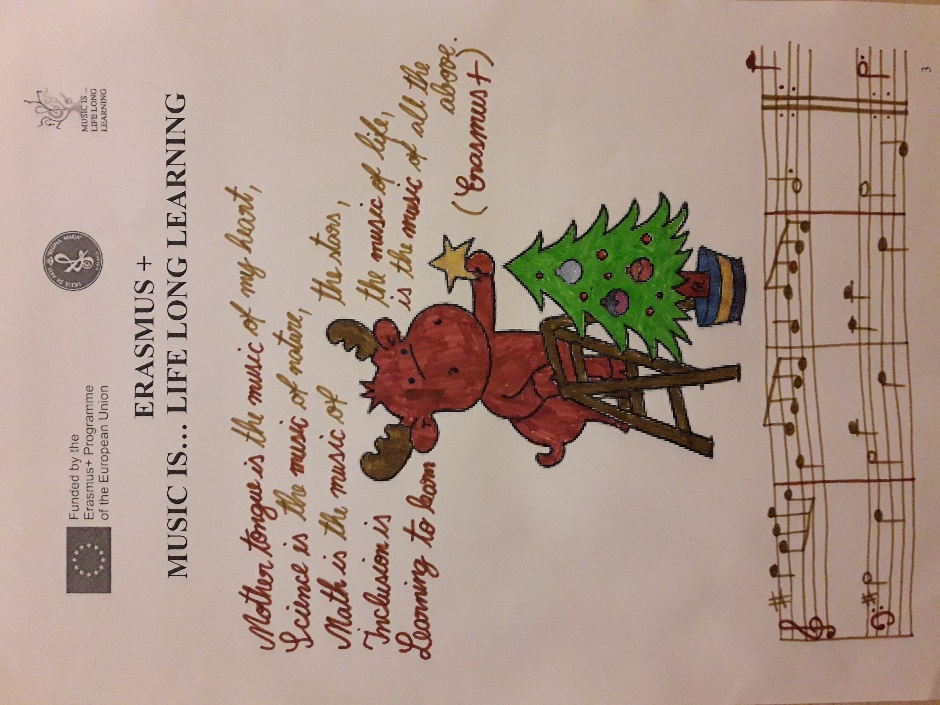 Funded by the
Erasmus+ Programme
of the European Union
MUSIC IS...
LIFE LONG
LEARNING
ERASMUS +
MUSIC IS... LIFE LONG LEARNING
Mother tongue is the music of my heart,
Science is the music of nature,
Math is the music of the stars,
Inclusion is the music of life,
Learning to learn is the music of all the
above.
(Erasmus+)
3